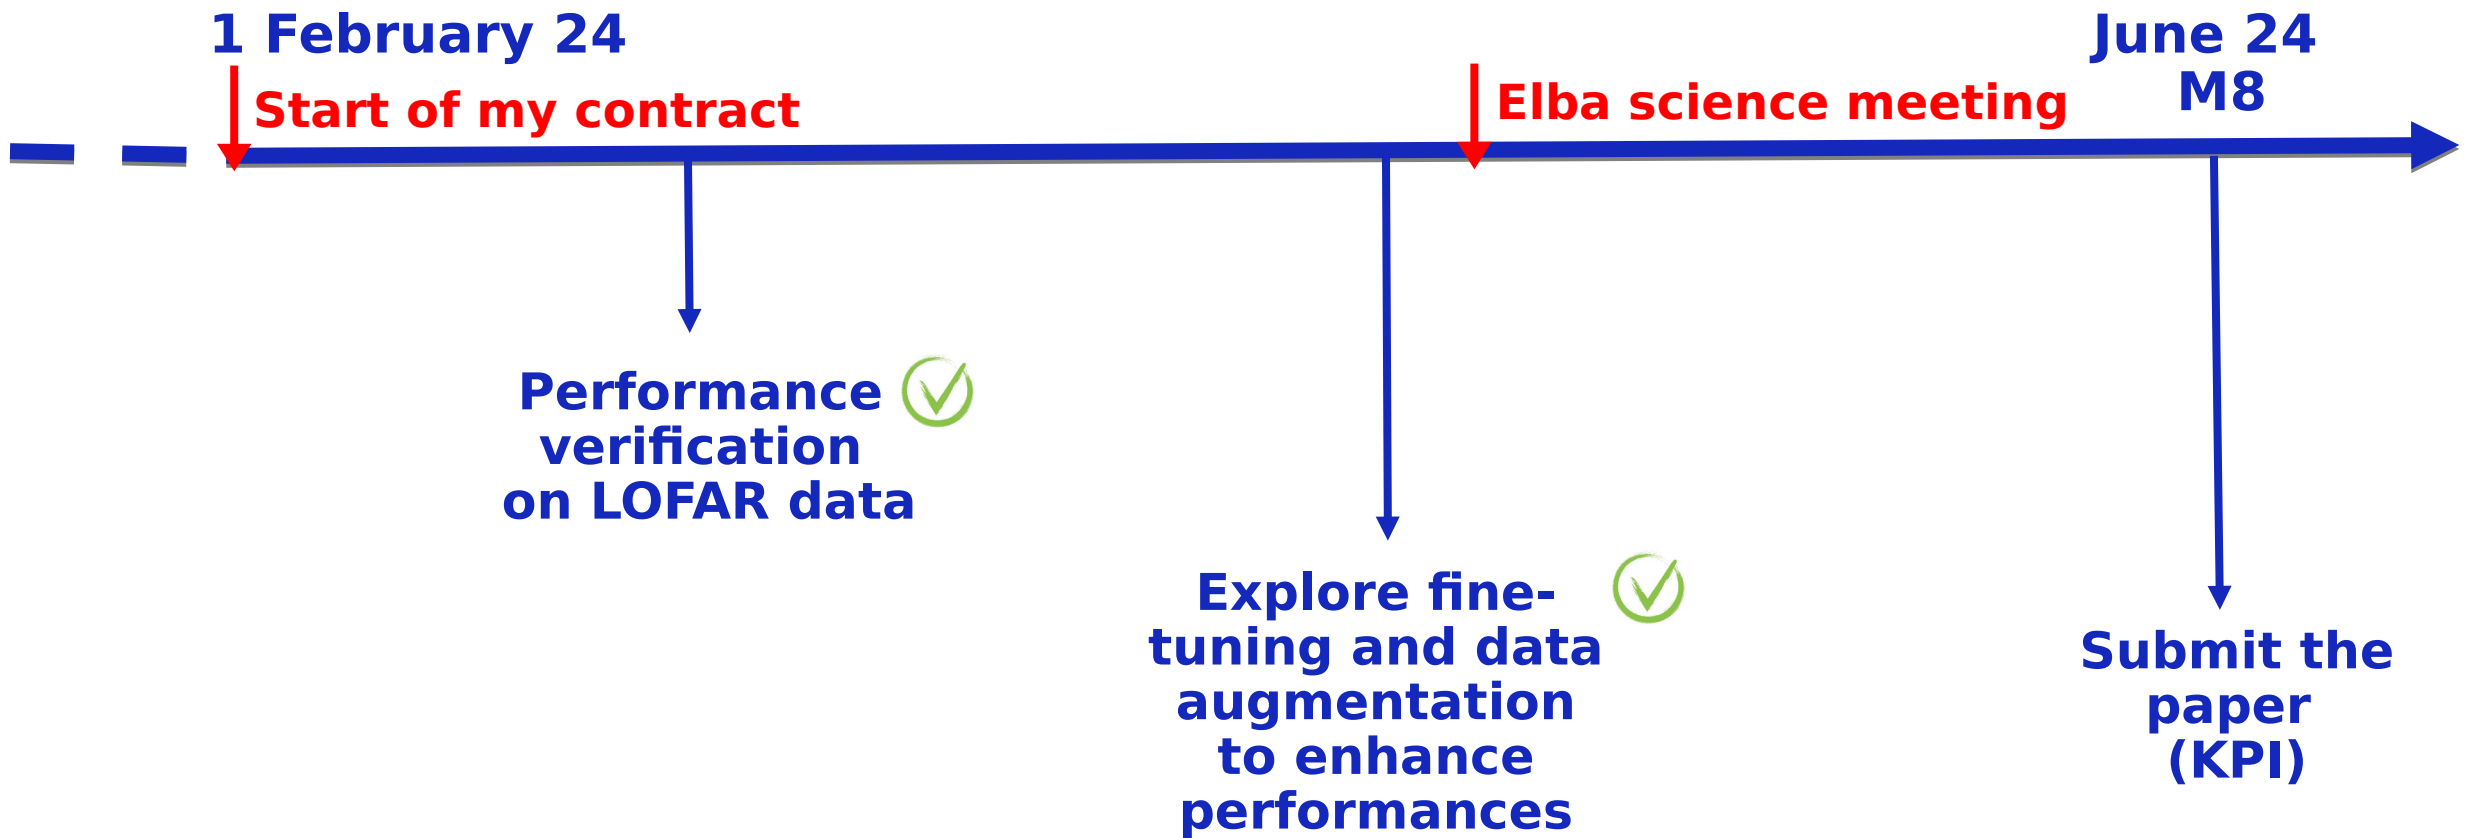 1 February 24
Start of my contract
Elba science meeting
June 24
M8
Performance
verification
on LOFAR data
Explore fine-
tuning and data
augmentation
to enhance
performances
Submit the
paper
(KPI)